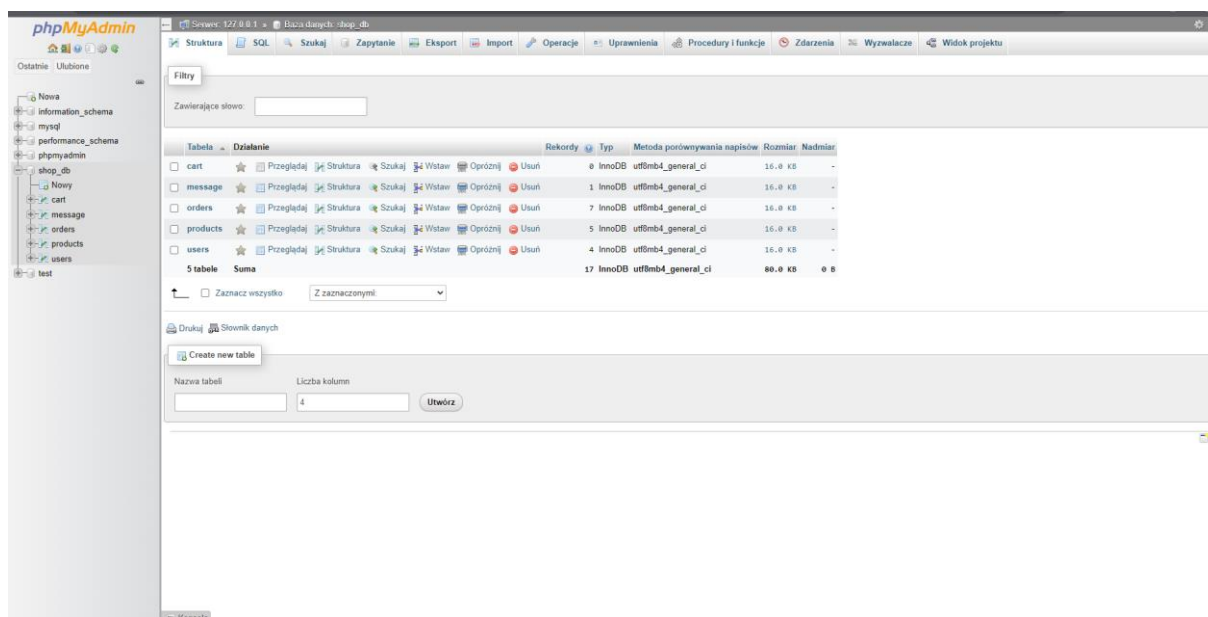 phpMyAdmin
Serwer: 127.0.0.1 » Baza danych: shop_db
Struktura SQL Szukaj Zapytanie Eksport Import Operacje Uprawnienia Procedury i funkcje Zdarzenia Wyzwalacze Widok projektu
Ostatnie Ulubione
Nowa
information_schema
mysql
performance_schema
phpmyadmin
shop_db
Nowy
cart
message
orders
products
users
test
Filtry
Zawierające słowo:
Tabela Działanie Rekordy Typ Metoda porównywania napisów Rozmiar Nadmiar
cart Przeglądaj Struktura Szukaj Wstaw Opróżnij Usuń 0 InnoDB utf8mb4_general_ci 16.0 KB -
message Przeglądaj Struktura Szukaj Wstaw Opróżnij Usuń 1 InnoDB utf8mb4_general_ci 16.0 KB -
orders Przeglądaj Struktura Szukaj Wstaw Opróżnij Usuń 7 InnoDB utf8mb4_general_ci 16.0 KB -
products Przeglądaj Struktura Szukaj Wstaw Opróżnij Usuń 5 InnoDB utf8mb4_general_ci 16.0 KB -
users Przeglądaj Struktura Szukaj Wstaw Opróżnij Usuń 4 InnoDB utf8mb4_general_ci 16.0 KB -
5 tabele Suma 17 InnoDB utf8mb4_general_ci 80.0 KB 0 B
Zaznacz wszystko Z zaznaczonymi:
Drukuj Słownik danych
Create new table
Nazwa tabeli Liczba kolumn
4 Utwórz